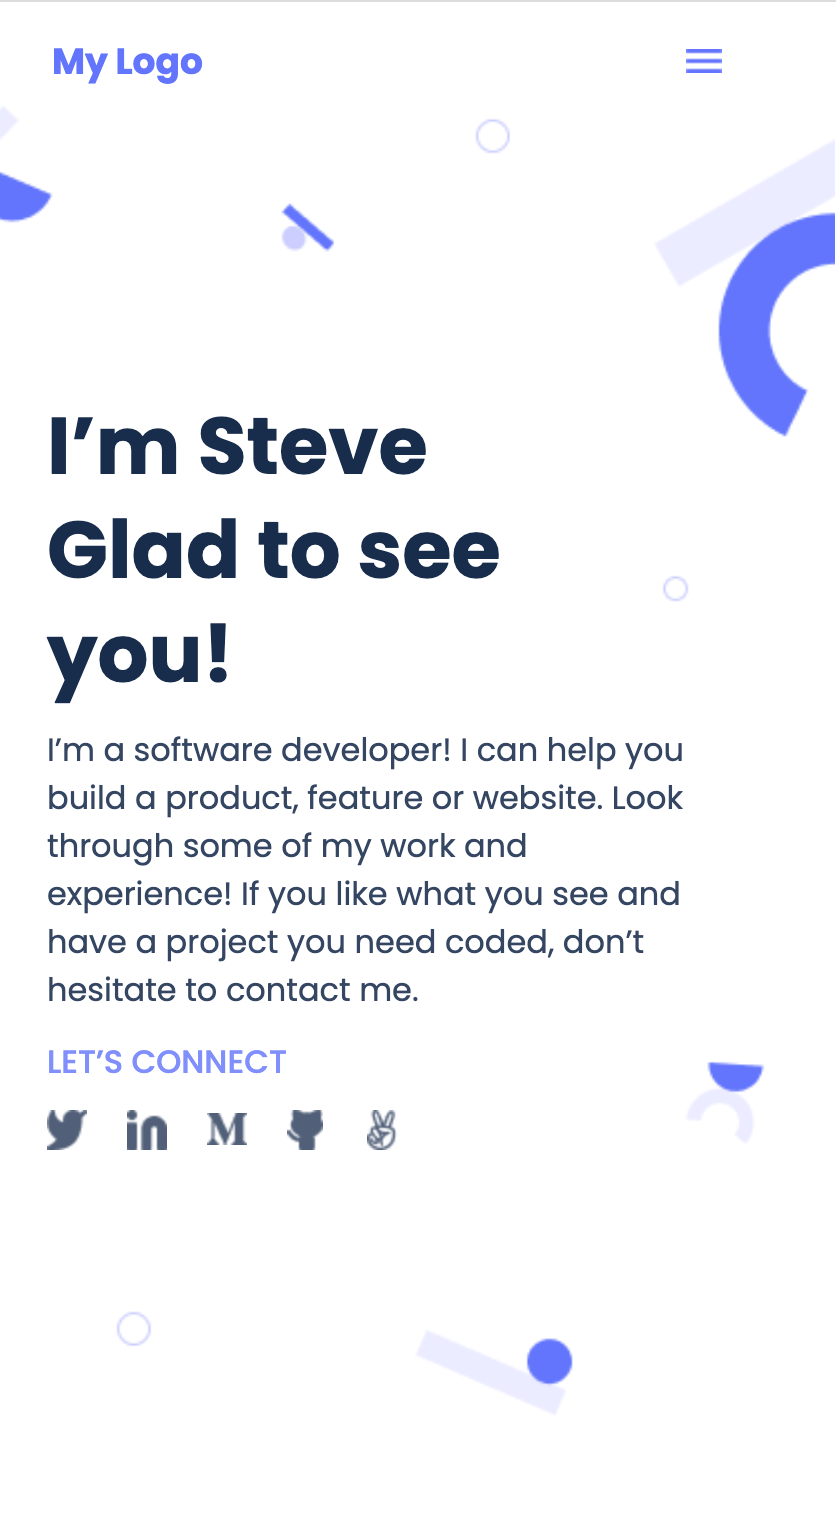 My Logo
I’m Steve
Glad to see
you!
I’m a software developer! I can help you
build a product, feature or website. Look
through some of my work and
experience! If you like what you see and
have a project you need coded, don’t
hesitate to contact me.
LET’S CONNECT